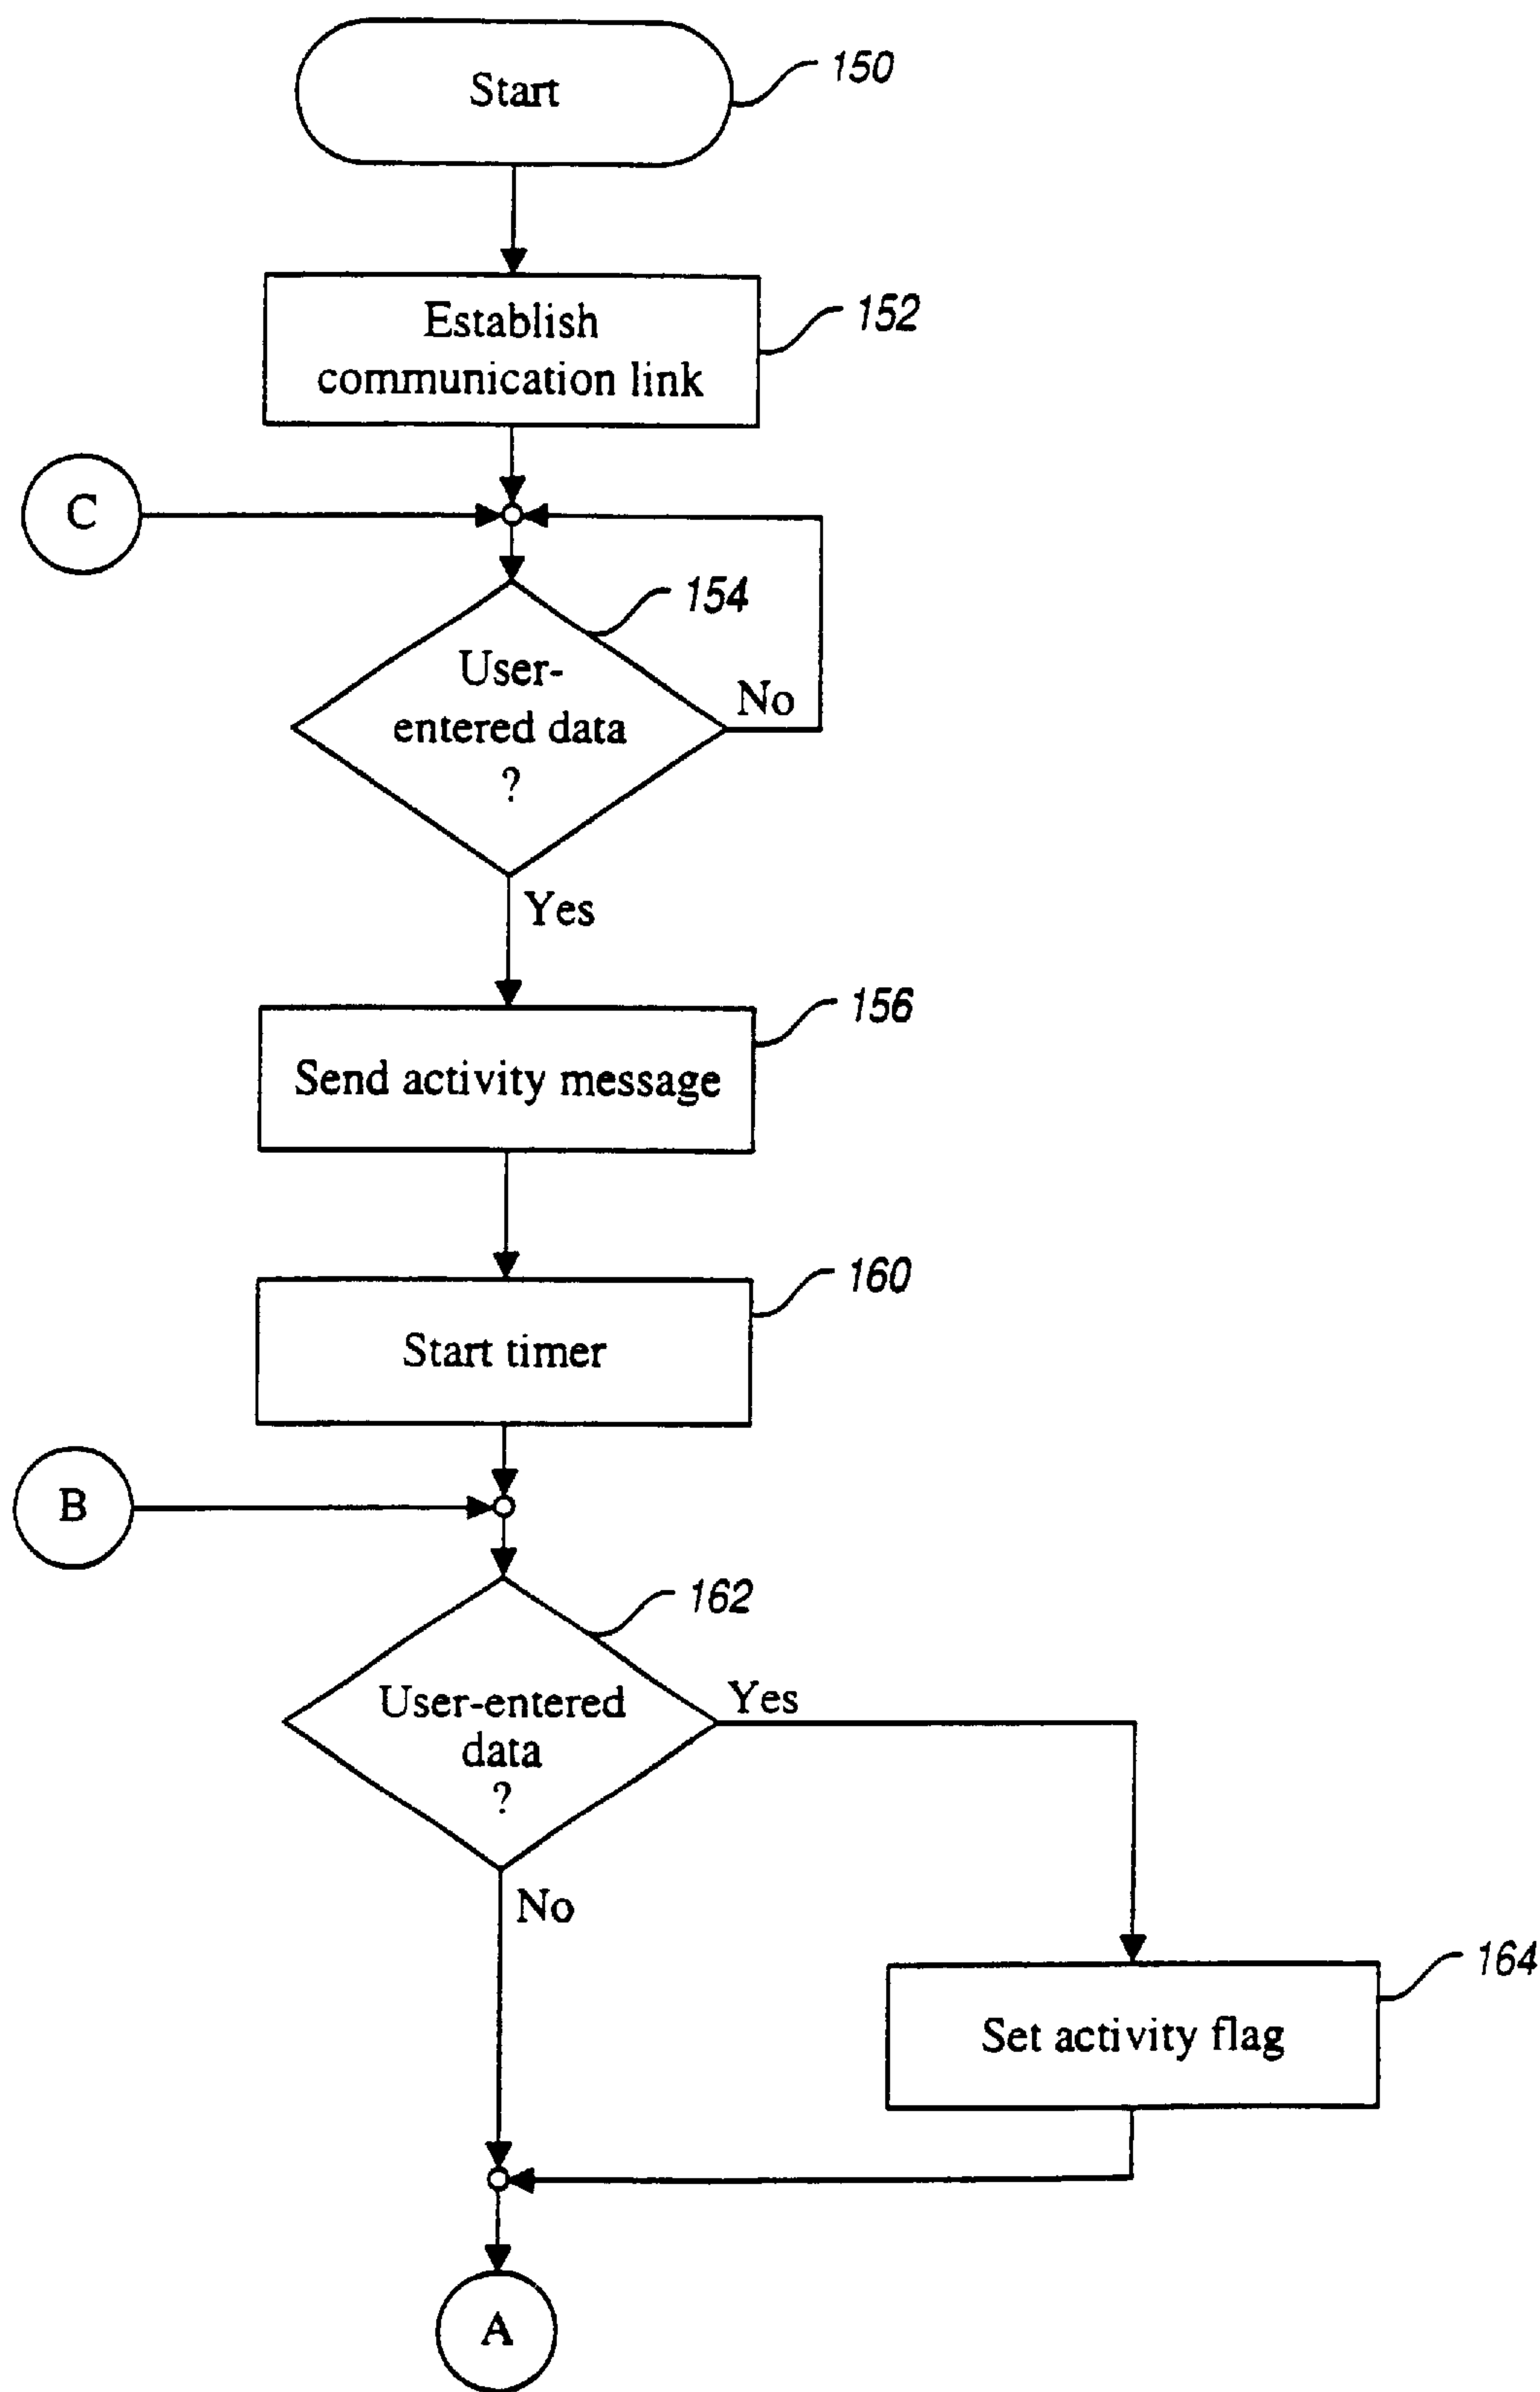 Start
150
Establish
communication link
152
C
154
User-
entered data
?
No
Yes
156
Send activity message
160
Start timer
B
162
User-entered
data
?
Yes
No
164
Set activity flag
A